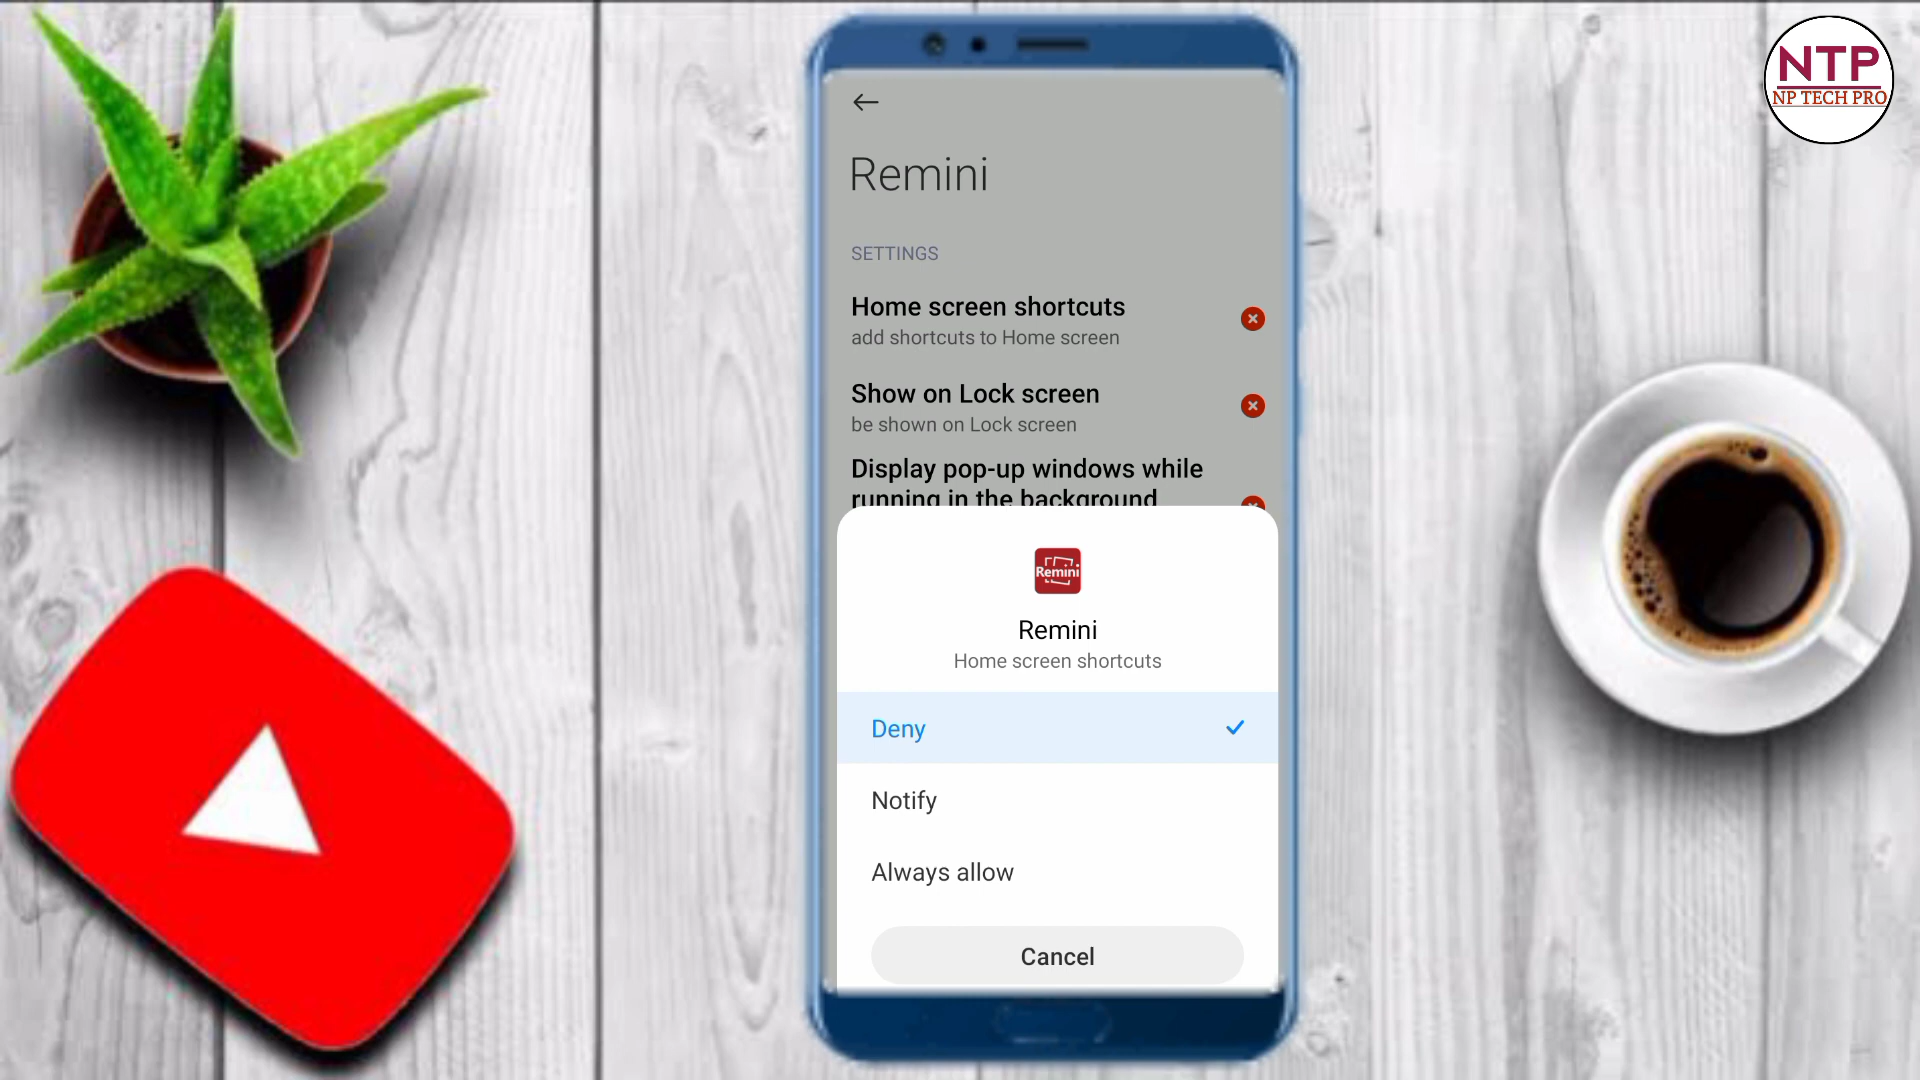 NTP
NP TECH PRO
Remini
SETTINGS
Home screen shortcuts
add shortcuts to Home screen
Show on Lock screen
be shown on Lock screen
Display pop-up windows while
running in the background
Remini
Remini
Home screen shortcuts
Deny
Notify
Always allow
Cancel